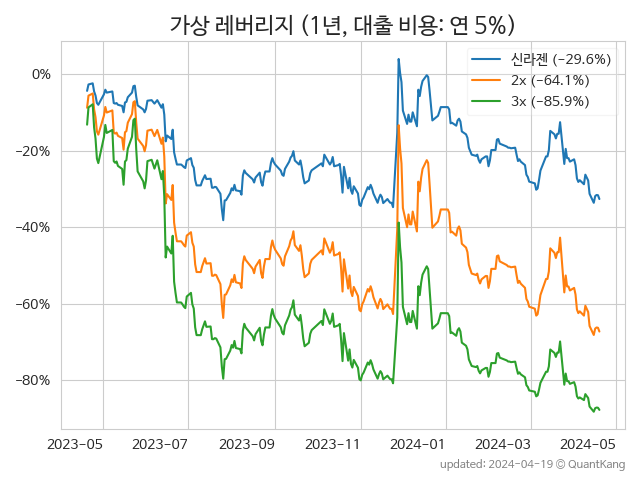 가상 레버리지 (1년, 대출 비용: 연 5%)
신라젠 (−29.6%)
2x (−64.1%)
3x (−85.9%)
0%
−20%
−40%
−60%
−80%
2023-05 2023-07 2023-09 2023-11 2024-01 2024-03 2024-05
updated: 2024-04-19 © QuantKang